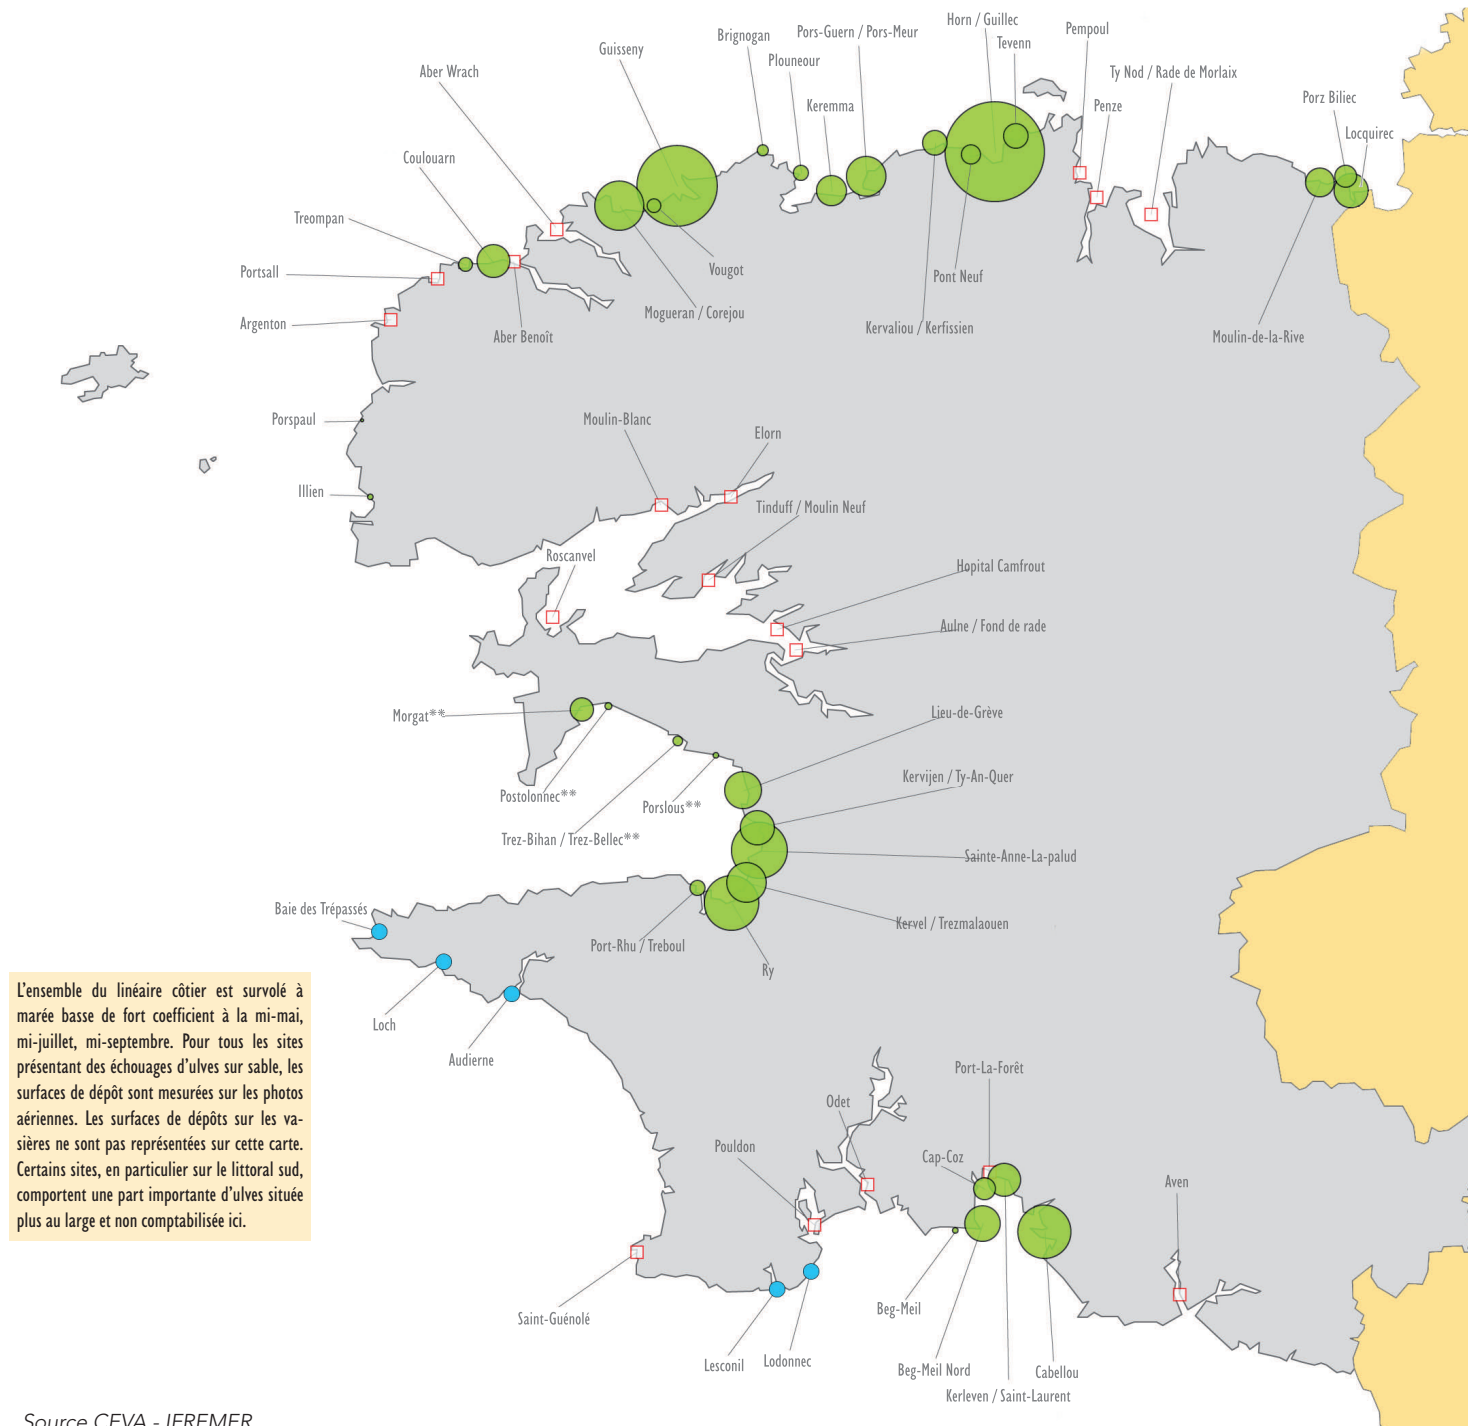 Horn / Guillec
Pors-Guern / Pors-Meur
Pempoul
Brignogan
Tevenn
Guisseny
Plouneour
Aber Wrach
Ty Nod / Rade de Morlaix
Porz Biliec
Keremma
Penze
Locquirec
Coulouarn
Treompan
Portsall
Vougot
Pont Neuf
Mogueran / Corejou
Argenton
Kervaliou / Kerfissien
Aber Benoît
Moulin-de-la-Rive
Porspaul
Moulin-Blanc
Elorn
Illien
Tinduff / Moulin Neuf
Roscanvel
Hopital Camfrout
Aulne / Fond de rade
Morgat**
Lieu-de-Grève
Kervijen / Ty-An-Quer
Postolonnec**
Porslous**
Trez-Bihan / Trez-Bellec**
Sainte-Anne-La-palud
Baie des Trépassés
Kervel / Trezmalaouen
Port-Rhu / Treboul
Ry
L’ensemble du linéaire côtier est survolé à
marée basse de fort coefficient à la mi-mai,
mi-juillet, mi-septembre. Pour tous les sites
présentant des échouages d’ulves sur sable, les
surfaces de dépôt sont mesurées sur les photos
aériennes. Les surfaces de dépôts sur les va-
sières ne sont pas représentées sur cette carte.
Certains sites, en particulier sur le littoral sud,
comportent une part importante d’ulves située
plus au large et non comptabilisée ici.
Loch
Audierne
Port-La-Forêt
Odet
Pouldon
Cap-Coz
Aven
Saint-Guénolé
Beg-Meil
Lesconil
Lodonnec
Beg-Meil Nord
Cabellou
Kerleven / Saint-Laurent
Source CEVA - IFREMER